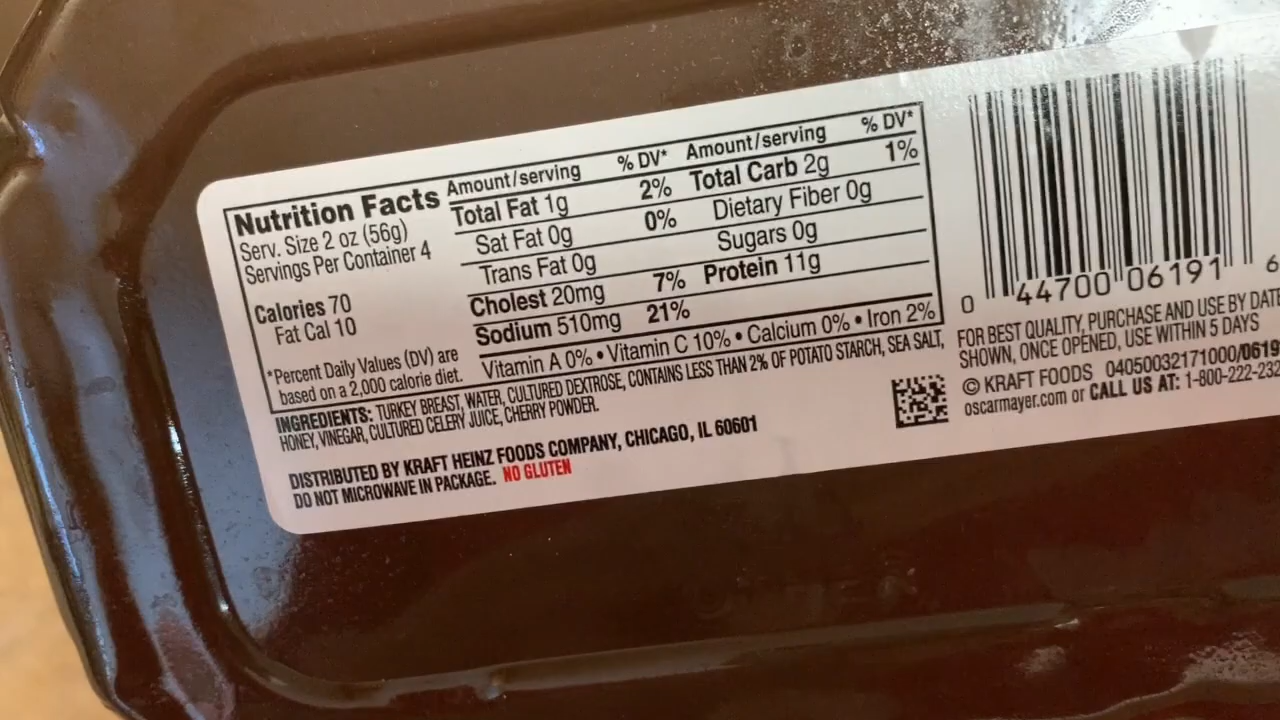 Nutrition Facts
Serv. Size 2 oz (56g)
Servings Per Container 4
Calories 70
Fat Cal 10
*Percent Daily Values (DV) are
based on a 2,000 calorie diet.
Amount/serving % DV*
Total Fat 1g 2%
Sat Fat 0g 0%
Trans Fat 0g
Cholest 20mg 7%
Sodium 510mg 21%
Amount/serving % DV*
Total Carb 2g 1%
Dietary Fiber 0g
Sugars 0g
Protein 11g
Vitamin A 0% • Vitamin C 10% • Calcium 0% • Iron 2%
INGREDIENTS: TURKEY BREAST, WATER, CULTURED DEXTROSE, CONTAINS LESS THAN 2% OF POTATO STARCH, SEA SALT,
HONEY, VINEGAR, CULTURED CELERY JUICE, CHERRY POWDER.
DISTRIBUTED BY KRAFT HEINZ FOODS COMPANY, CHICAGO, IL 60601
DO NOT MICROWAVE IN PACKAGE. NO GLUTEN
0 44700 06191 6
FOR BEST QUALITY, PURCHASE AND USE BY DATE
SHOWN, ONCE OPENED, USE WITHIN 5 DAYS
© KRAFT FOODS 04050032171000/0619
oscarmayer.com or CALL US AT: 1-800-222-232